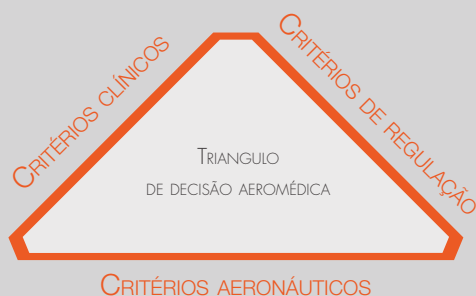 Critérios clínicos
Critérios de regulação
Triangulo
de decisão aeromédica
Critérios aeronáuticos